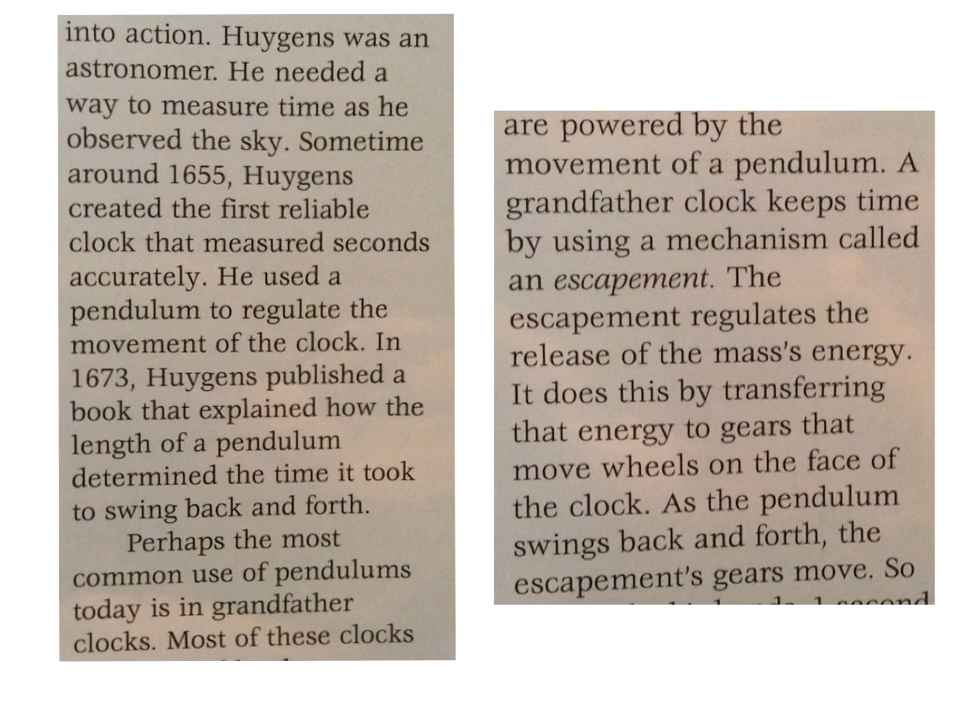 into action. Huygens was an
astronomer. He needed a
way to measure time as he
observed the sky. Sometime
around 1655, Huygens
created the first reliable
clock that measured seconds
accurately. He used a
pendulum to regulate the
movement of the clock. In
1673, Huygens published a
book that explained how the
length of a pendulum
determined the time it took
to swing back and forth.
Perhaps the most
common use of pendulums
today is in grandfather
clocks. Most of these clocks
are powered by the
movement of a pendulum. A
grandfather clock keeps time
by using a mechanism called
an escapement. The
escapement regulates the
release of the mass's energy.
It does this by transferring
that energy to gears that
move wheels on the face of
the clock. As the pendulum
swings back and forth, the
escapement's gears move. So
1 second